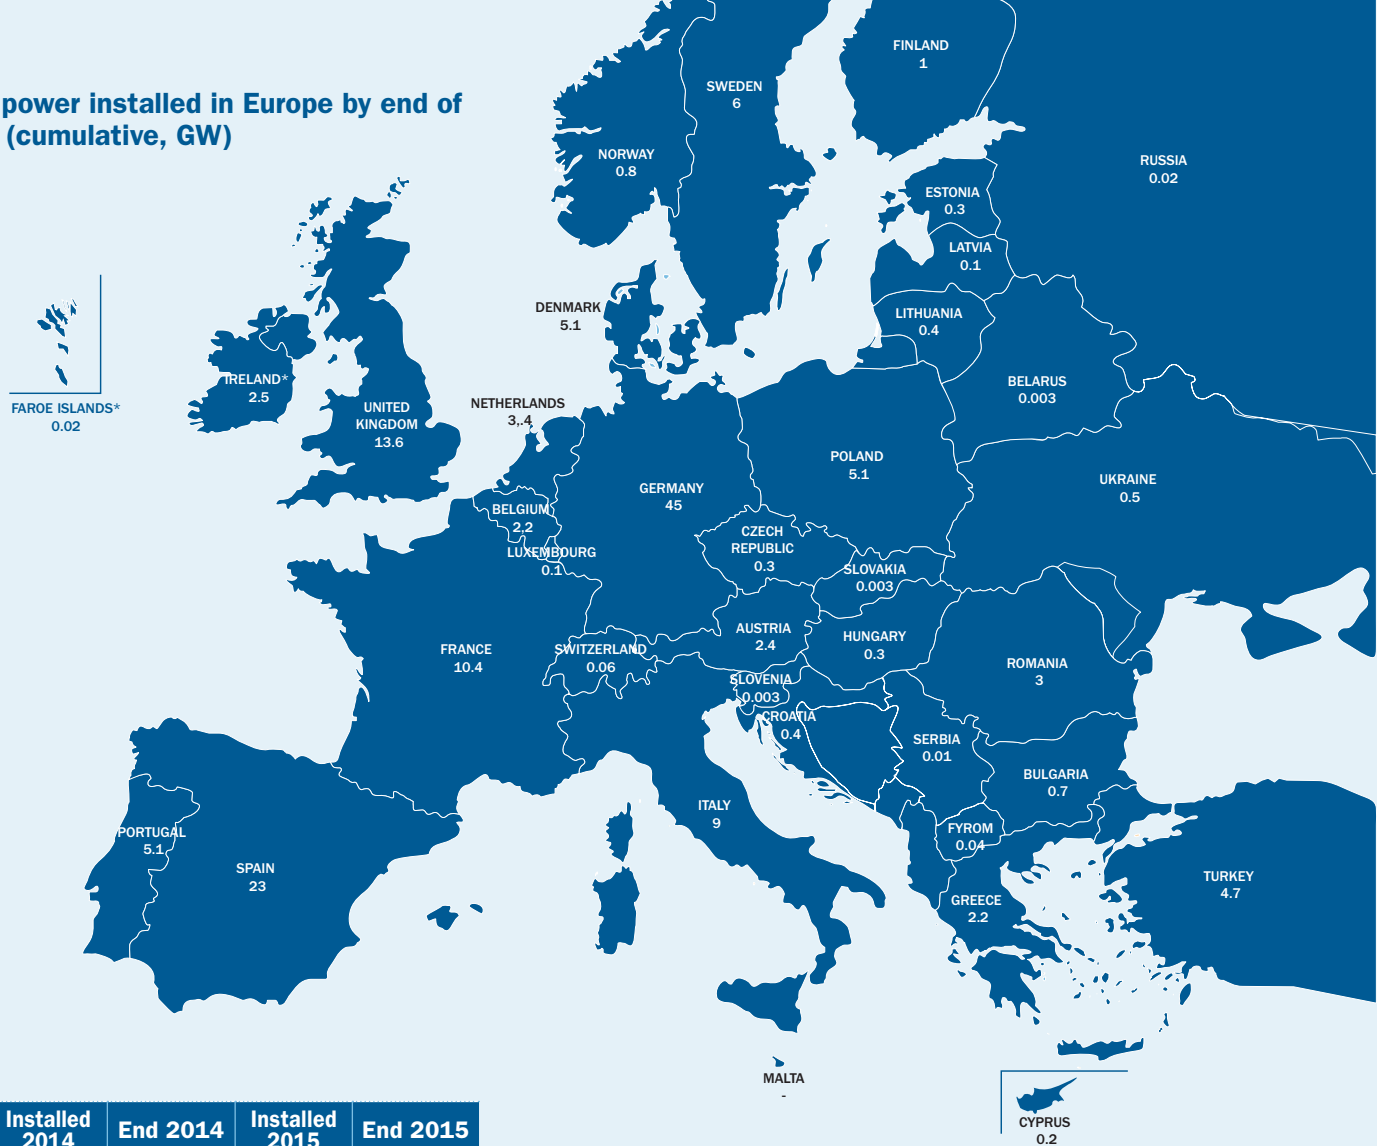 power installed in Europe by end of
(cumulative, GW)
FINLAND
1
SWEDEN
6
NORWAY
0.8
RUSSIA
0.02
ESTONIA
0.3
LATVIA
0.1
LITHUANIA
0.4
DENMARK
5.1
BELARUS
0.003
IRELAND*
2.5
FAROE ISLANDS*
0.02
UNITED
KINGDOM
13.6
NETHERLANDS
3,.4
POLAND
5.1
UKRAINE
0.5
GERMANY
45
BELGIUM
2,2
LUXEMBOURG
0.1
CZECH
REPUBLIC
0.3
SLOVAKIA
0.003
AUSTRIA
2.4
HUNGARY
0.3
FRANCE
10.4
SWITZERLAND
0.06
ROMANIA
3
SLOVENIA
0.003
CROATIA
0.4
SERBIA
0.01
BULGARIA
0.7
ITALY
9
FYROM
0.04
PORTUGAL
5.1
SPAIN
23
GREECE
2.2
TURKEY
4.7
MALTA
-
CYPRUS
0.2
Installed
2014
End 2014
Installed
2015
End 2015